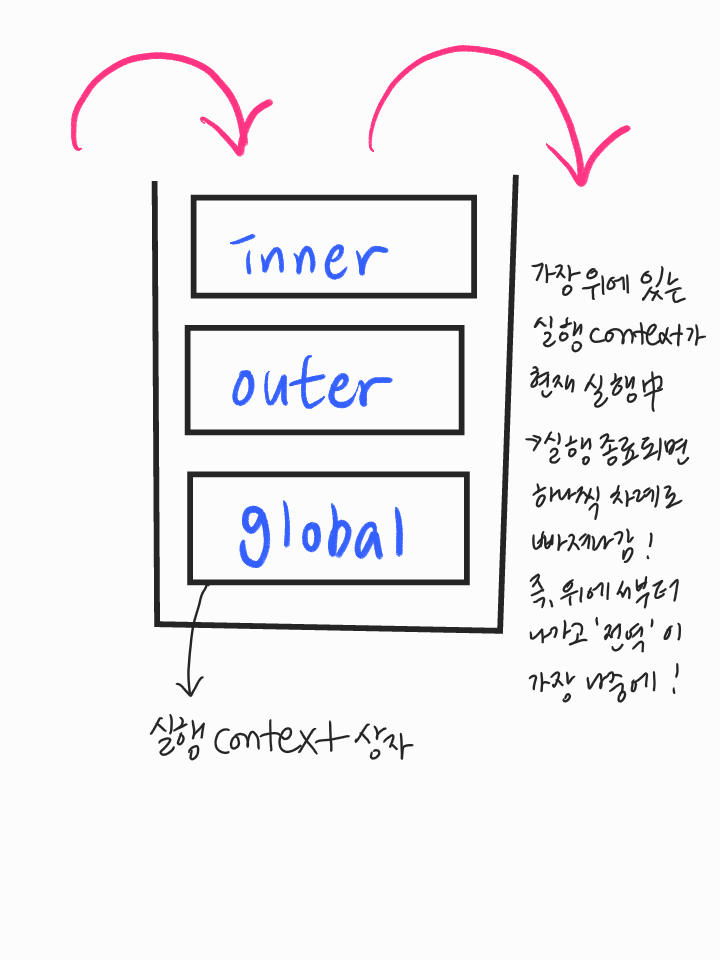 inner
outer
global
실행 context 상자
가장 위에 있는
실행 context가
현재 실행中
→실행 종료되면
하나씩 차례로
빠져나감!
즉, 위에서부터
나가고 '전역'이
가장 나중에!